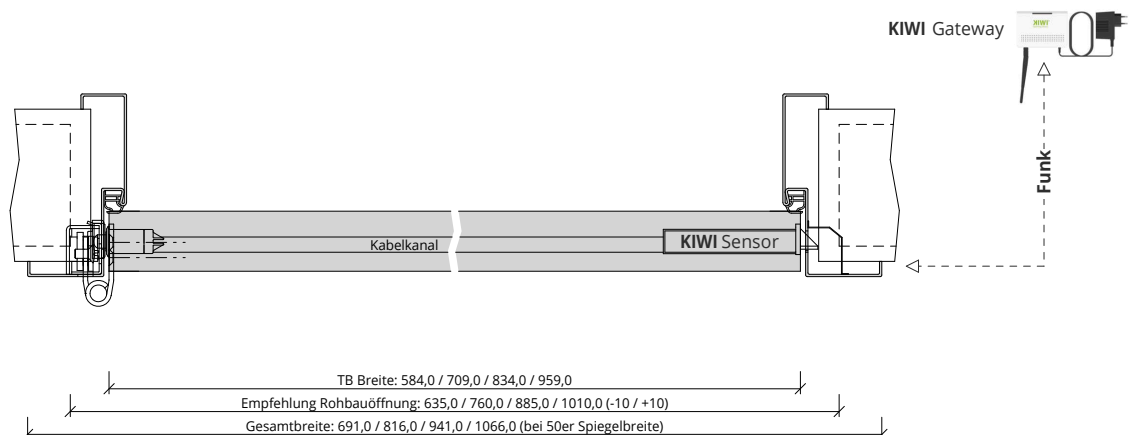 KIWI Gateway
KIWI
Funk
Kabelkanal
KIWI Sensor
TB Breite: 584,0 / 709,0 / 834,0 / 959,0
Empfehlung Rohbauöffnung: 635,0 / 760,0 / 885,0 / 1010,0 (-10 / +10)
Gesamtbreite: 691,0 / 816,0 / 941,0 / 1066,0 (bei 50er Spiegelbreite)